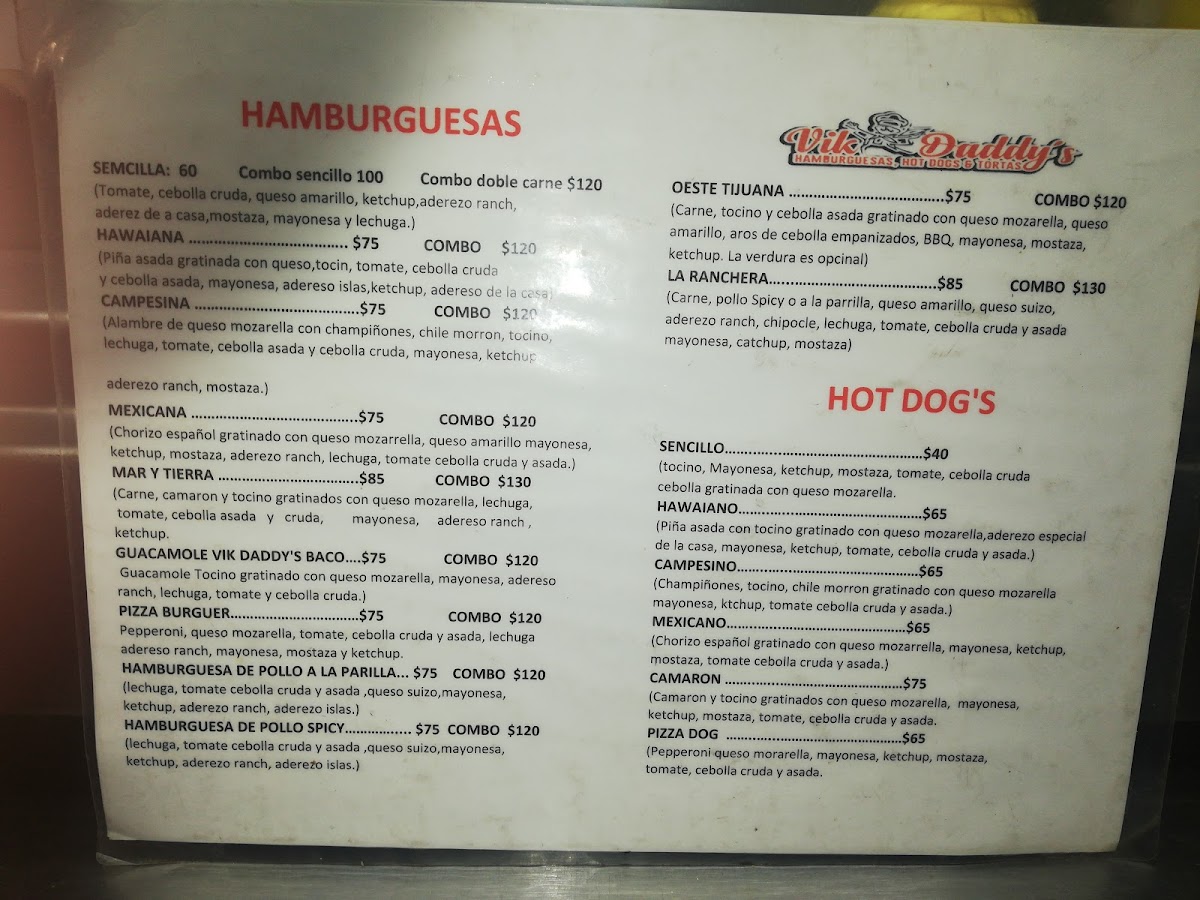 HAMBURGUESAS
SEMCILLA: 60 Combo sencillo 100 Combo doble carne $120
(Tomate, cebolla cruda, queso amarillo, ketchup,aderezo ranch,
aderez de a casa,mostaza, mayonesa y lechuga.)
HAWAIANA ................................... $75 COMBO $120
(Piña asada gratinada con queso,tocin, tomate, cebolla cruda
y cebolla asada, mayonesa, adereso islas,ketchup, adereso de la casa)
CAMPESINA ....................................$75 COMBO $120
(Alambre de queso mozarella con champiñones, chile morron, tocino,
lechuga, tomate, cebolla asada y cebolla cruda, mayonesa, ketchup
aderezo ranch, mostaza.)
MEXICANA .....................................$75 COMBO $120
(Chorizo español gratinado con queso mozarrella, queso amarillo mayonesa,
ketchup, mostaza, aderezo ranch, lechuga, tomate cebolla cruda y asada.)
MAR Y TIERRA ...............................$85 COMBO $130
(Carne, camaron y tocino gratinados con queso mozarella, lechuga,
tomate, cebolla asada y cruda, mayonesa, adereso ranch ,
ketchup.
GUACAMOLE VIK DADDY'S BACO....$75 COMBO $120
Guacamole Tocino gratinado con queso mozarella, mayonesa, adereso
ranch, lechuga, tomate y cebolla cruda.)
PIZZA BURGUER............................$75 COMBO $120
Pepperoni, queso mozarella, tomate, cebolla cruda y asada, lechuga
adereso ranch, mayonesa, mostaza y ketchup.
HAMBURGUESA DE POLLO A LA PARILLA... $75 COMBO $120
(lechuga, tomate cebolla cruda y asada ,queso suizo,mayonesa,
ketchup, aderezo ranch, aderezo islas.)
HAMBURGUESA DE POLLO SPICY................ $75 COMBO $120
(lechuga, tomate cebolla cruda y asada ,queso suizo,mayonesa,
ketchup, aderezo ranch, aderezo islas.)
Vik Daddy's
HAMBURGUESAS, HOT DOGS & TORTAS
OESTE TIJUANA ..................................$75 COMBO $120
(Carne, tocino y cebolla asada gratinado con queso mozarella, queso
amarillo, aros de cebolla empanizados, BBQ, mayonesa, mostaza,
ketchup. La verdura es opcinal)
LA RANCHERA.....................................$85 COMBO $130
(Carne, pollo Spicy o a la parrilla, queso amarillo, queso suizo,
aderezo ranch, chipocle, lechuga, tomate, cebolla cruda y asada
mayonesa, catchup, mostaza)
HOT DOG'S
SENCILLO............................................$40
(tocino, Mayonesa, ketchup, mostaza, tomate, cebolla cruda
cebolla gratinada con queso mozarella.
HAWAIANO.........................................$65
(Piña asada con tocino gratinado con queso mozarella,aderezo especial
de la casa, mayonesa, ketchup, tomate, cebolla cruda y asada.)
CAMPESINO........................................$65
(Champiñones, tocino, chile morron gratinado con queso mozarella
mayonesa, ktchup, tomate cebolla cruda y asada.)
MEXICANO........................................$65
(Chorizo español gratinado con queso mozarrella, mayonesa, ketchup,
mostaza, tomate cebolla cruda y asada.)
CAMARON ........................................$75
(Camaron y tocino gratinados con queso mozarella, mayonesa,
ketchup, mostaza, tomate, cebolla cruda y asada.
PIZZA DOG .......................................$65
(Pepperoni queso morarella, mayonesa, ketchup, mostaza,
tomate, cebolla cruda y asada.